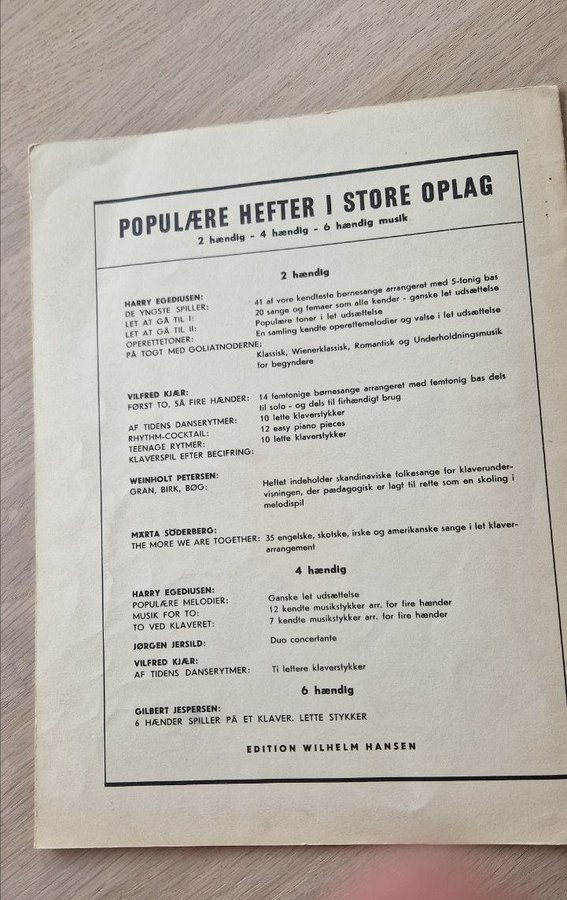 POPULÆRE HEFTER I STORE OPLAG
2 hændig - 4 hændig - 6 hændig musik
2 hændig
HARRY EGEDIUSEN:
DE YNGSTE SPILLER: 41 af vore kendteste børnesange arrangeret med 5-tonig bas
LET AT GÅ TIL I: 20 sange og temaer som alle kender - ganske let udsættelse
LET AT GÅ TIL II: Populære toner i let udsættelse
OPERETTETONER: En samling kendte operettemelodier og valse i let udsættelse
PÅ TOGT MED GOLIATNODERNE: Klassisk, Wienerklassisk, Romantisk og Underholdningsmusik
for begyndere
VILFRED KJÆR:
FØRST TO, SÅ FIRE HÆNDER: 14 femtonige børnesange arrangeret med femtonig bas dels
til solo - og dels til firhændigt brug
AF TIDENS DANSERYTMER: 10 lette klaverstykker
RHYTHM-COCKTAIL: 12 easy piano pieces
TEENAGE RYTMER: 10 lette klaverstykker
KLAVERSPIL EFTER BECIFRING:
WEINHOLT PETERSEN:
GRAN, BIRK, BØG: Heftet indeholder skandinaviske folkesange for klaverunder-
visningen, der pædagogisk er lagt til rette som en skoling i
melodispil
MÄRTA SÖDERBERG:
THE MORE WE ARE TOGETHER: 35 engelske, skotske, irske og amerikanske sange i let klaver-
arrangement
4 hændig
HARRY EGEDIUSEN:
POPULÆRE MELODIER: Ganske let udsættelse
MUSIK FOR TO: 12 kendte musikstykker arr. for fire hænder
TO VED KLAVERET: 7 kendte musikstykker arr. for fire hænder
JØRGEN JERSILD: Duo concertante
VILFRED KJÆR:
AF TIDENS DANSERYTMER: Ti lettere klaverstykker
6 hændig
GILBERT JESPERSEN:
6 HÆNDER SPILLER PÅ ET KLAVER. LETTE STYKKER
EDITION WILHELM HANSEN